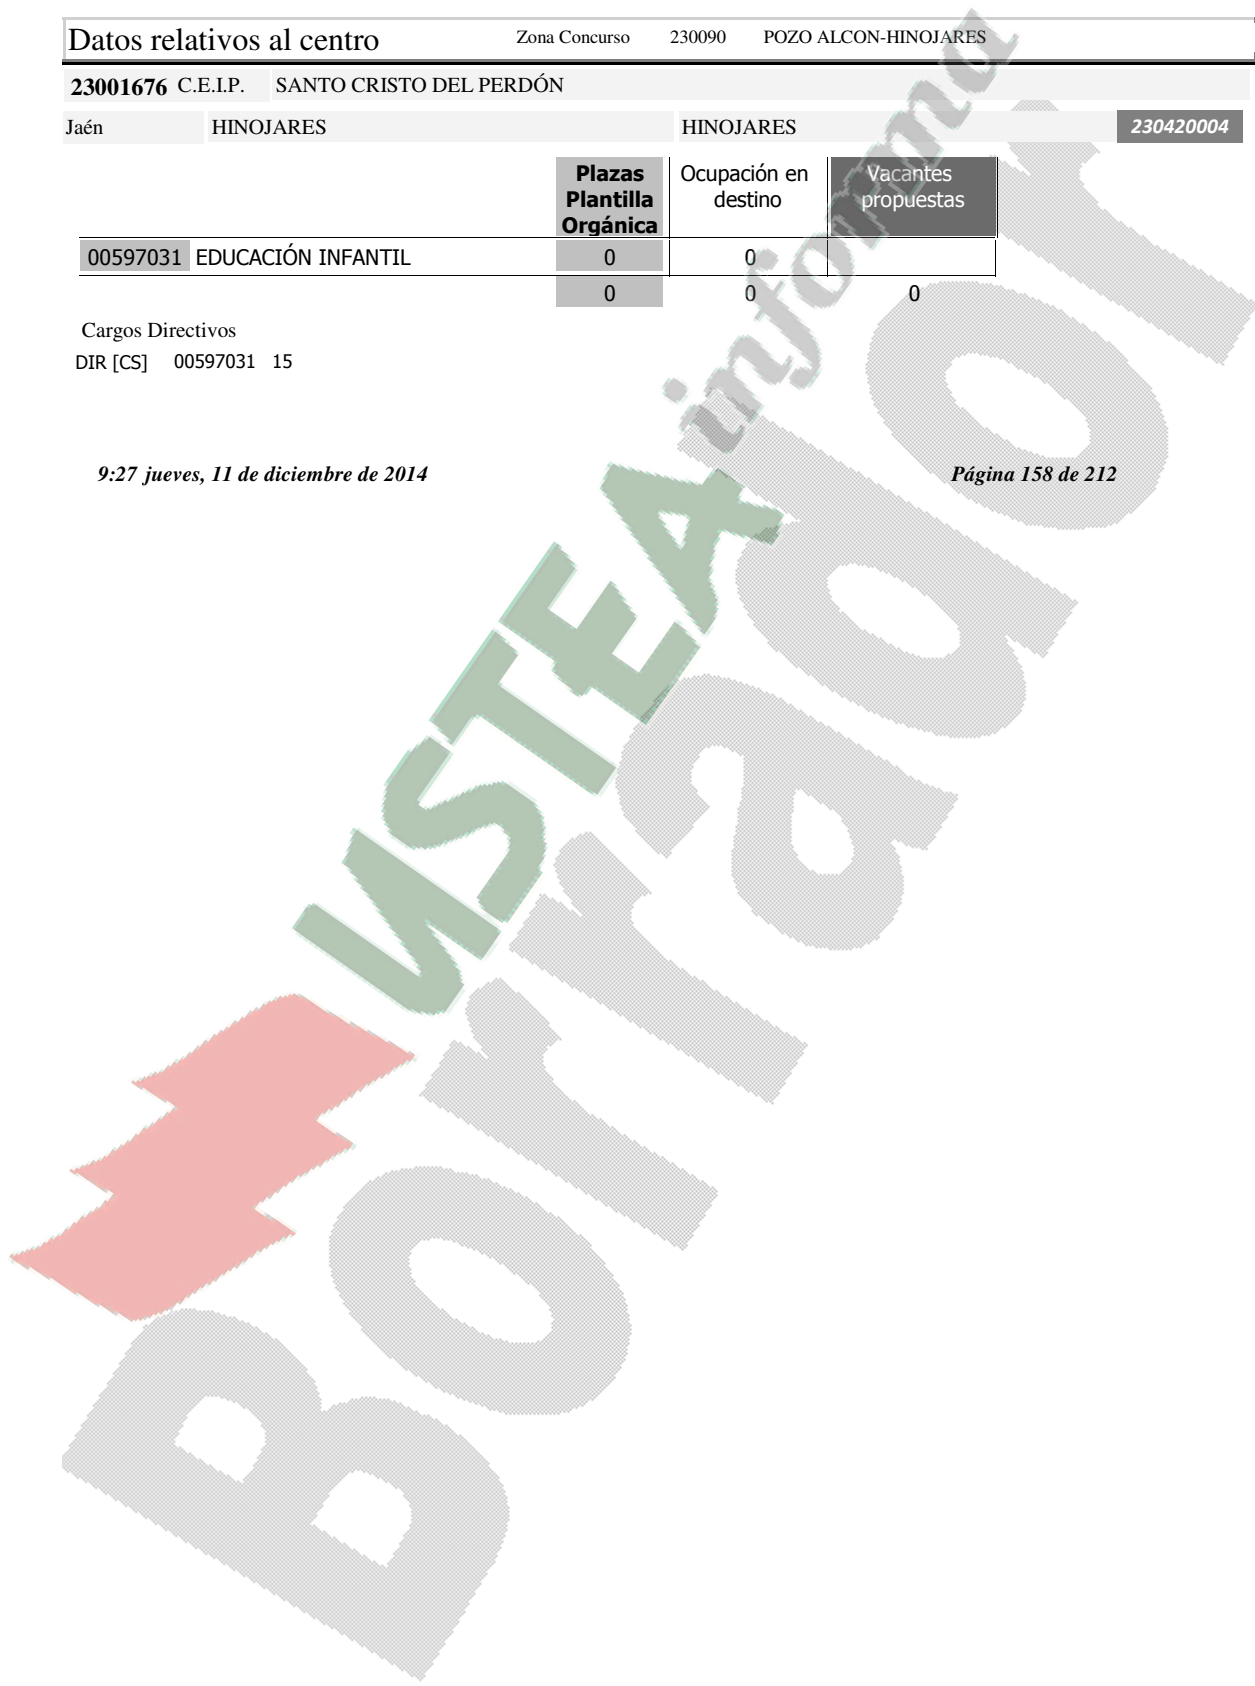 Datos relativos al centro Zona Concurso 230090 POZO ALCON-HINOJARES
23001676 C.E.I.P. SANTO CRISTO DEL PERDÓN
Jaén HINOJARES HINOJARES 230420004
Plazas Plantilla Orgánica Ocupación en destino Vacantes propuestas
00597031 EDUCACIÓN INFANTIL 0 0
0 0 0
Cargos Directivos
DIR [CS] 00597031 15
9:27 jueves, 11 de diciembre de 2014 Página 158 de 212
USTEA informa
Borrador